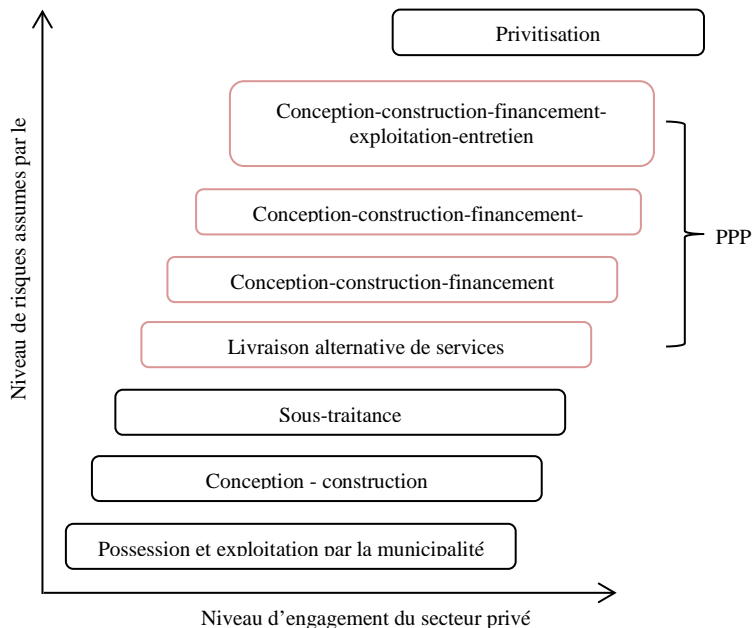 Privitisation
Conception-construction-financement-
exploitation-entretien
Conception-construction-financement-
PPP
Conception-construction-financement
Livraison alternative de services
Sous-traitance
Conception - construction
Possession et exploitation par la municipalité
Niveau de risques assumes par le
Niveau d’engagement du secteur privé